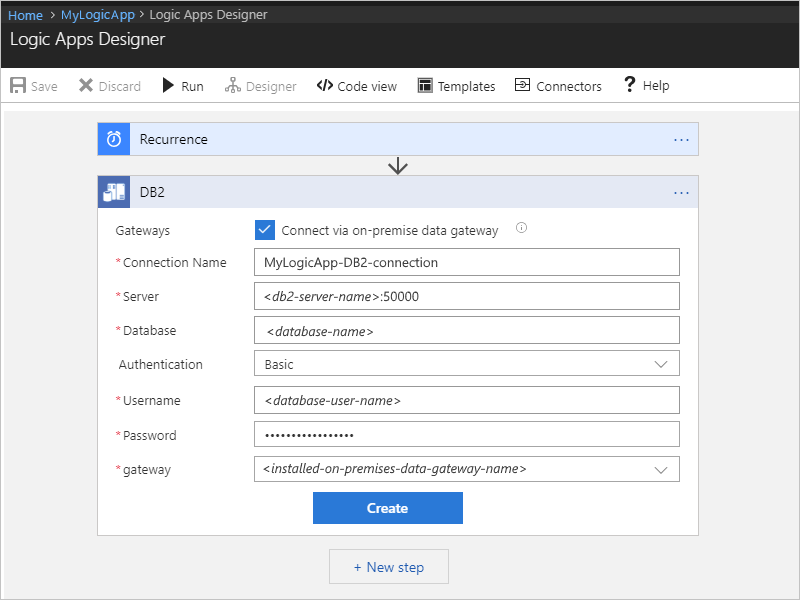 Home > MyLogicApp > Logic Apps Designer
Logic Apps Designer
Save Discard Run Designer </> Code view Templates Connectors ? Help
Recurrence ...
DB2 ...
Gateways Connect via on-premise data gateway
*Connection Name MyLogicApp-DB2-connection
*Server <db2-server-name>:50000
*Database <database-name>
Authentication Basic
*Username <database-user-name>
*Password •••••••••••••••••
*gateway <installed-on-premises-data-gateway-name>
Create
+ New step